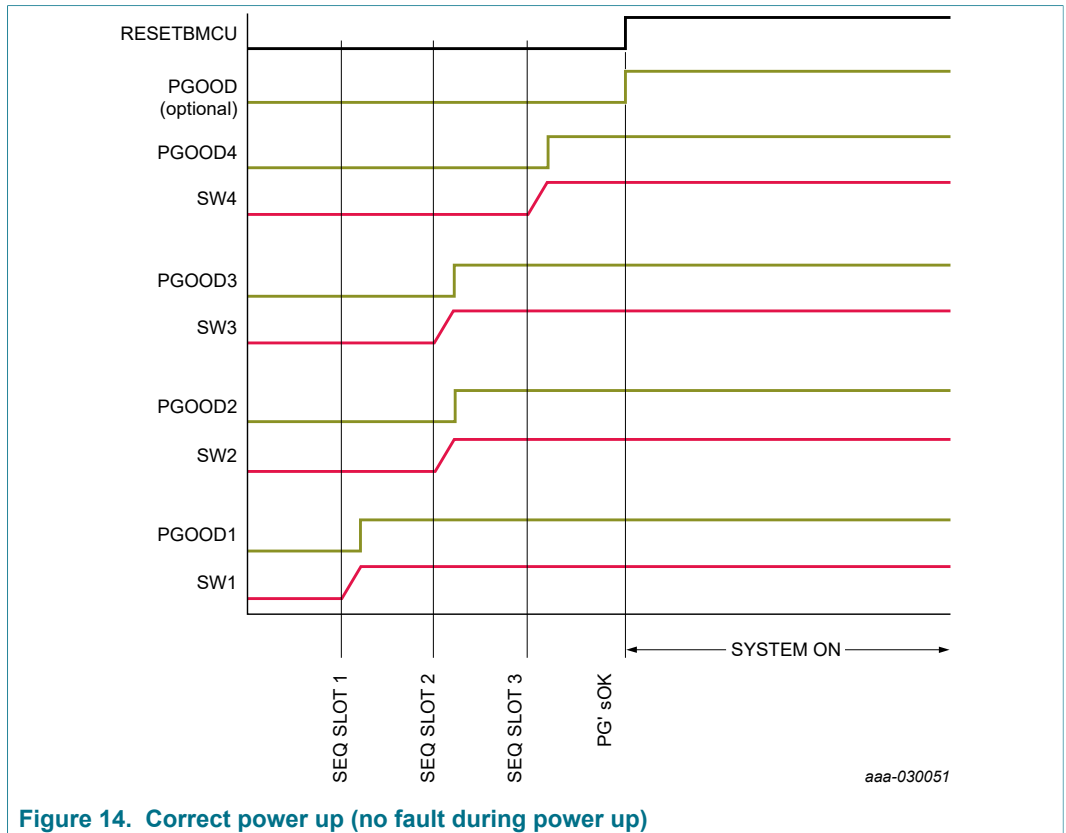 RESETBMCU
PGOOD
(optional)
PGOOD4
SW4
PGOOD3
SW3
PGOOD2
SW2
PGOOD1
SW1
SYSTEM ON
SEQ SLOT 1
SEQ SLOT 2
SEQ SLOT 3
PG' sOK
aaa-030051
Figure 14. Correct power up (no fault during power up)